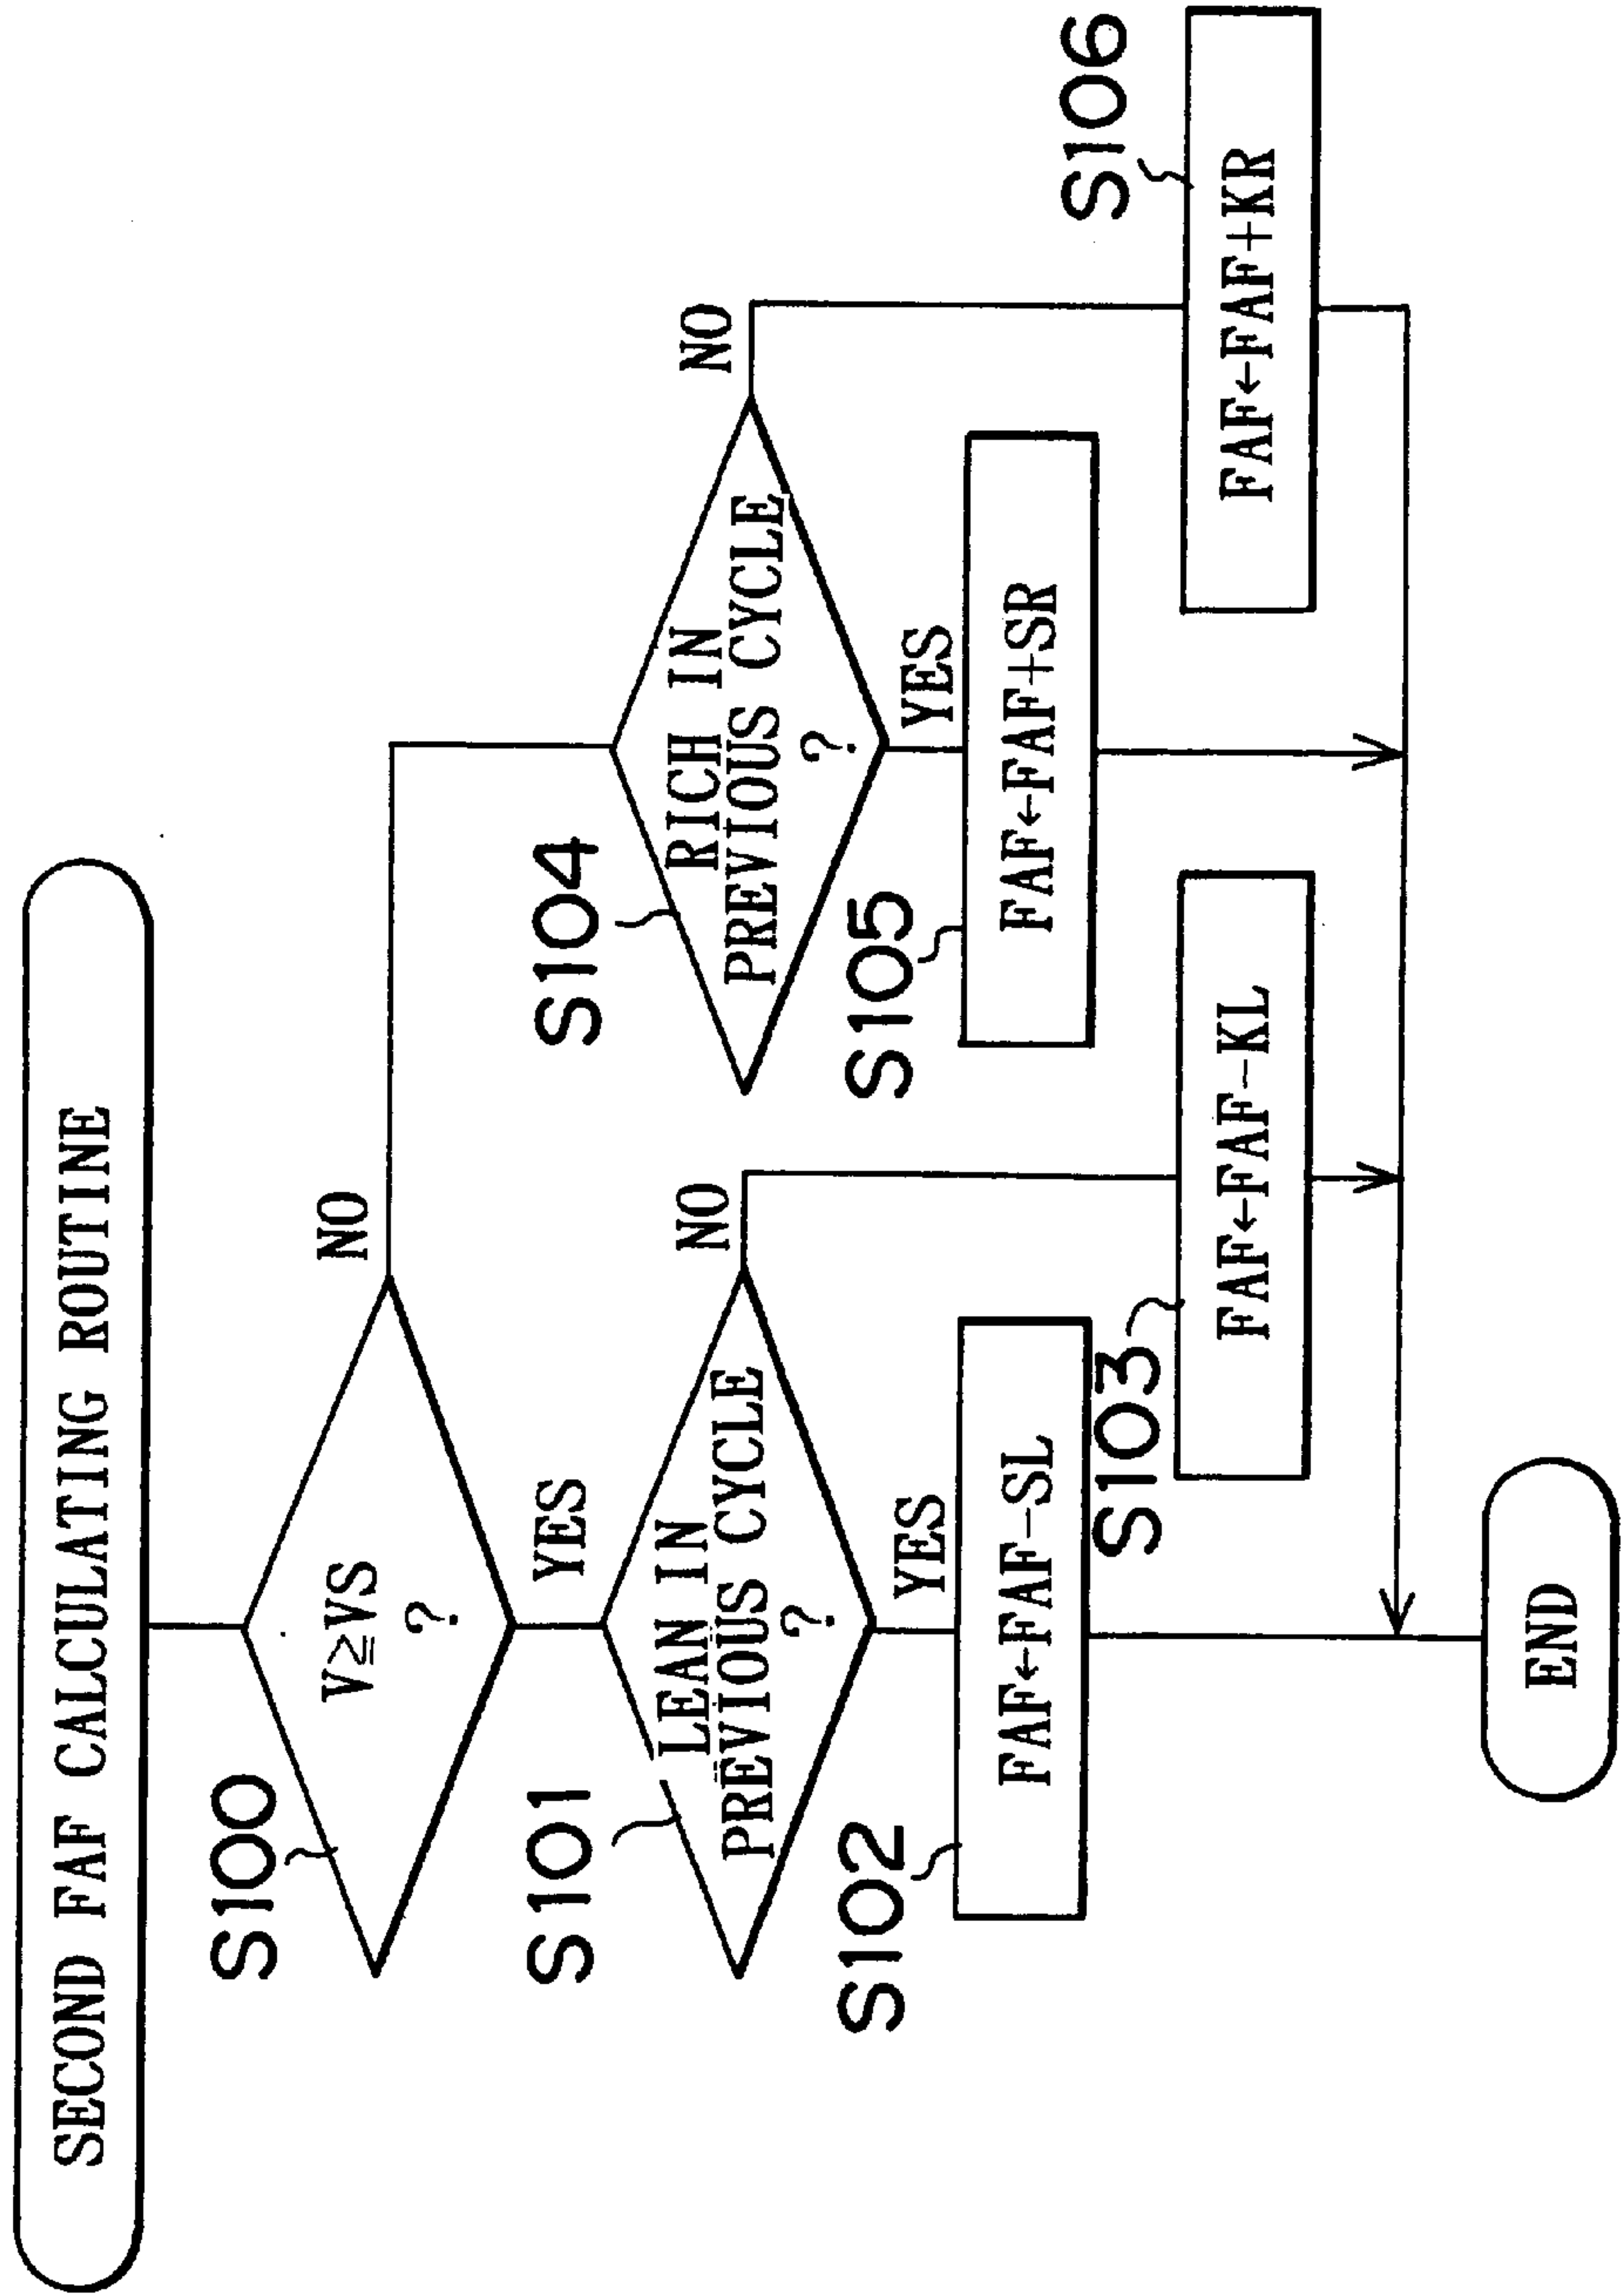 SECOND FAF CALCULATING ROUTINE
S100
V≧VS
?
NO
YES
S101
LEAN IN
PREVIOUS CYCLE
?
NO
YES
S102
FAF←FAF-SL
S103
FAF←FAF-KL
S104
RICH IN
PREVIOUS CYCLE
?
NO
YES
S105
FAF←FAF+SR
S106
FAF←FAF+KR
END